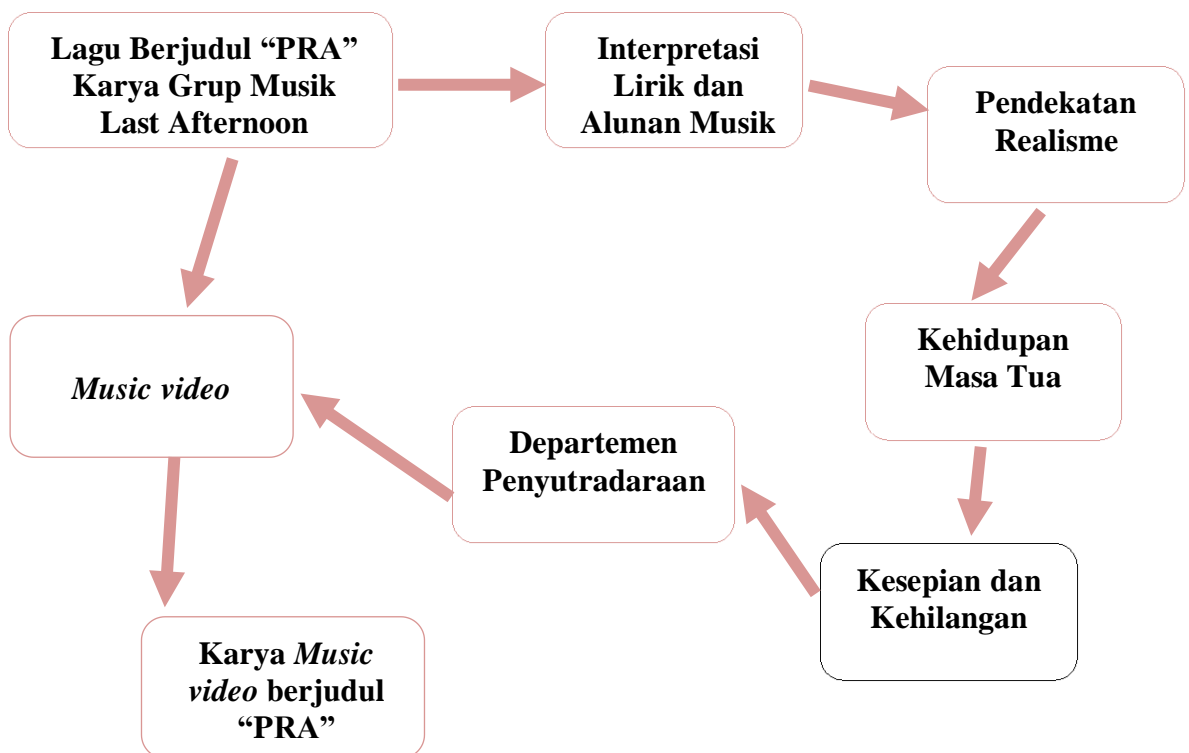 Lagu Berjudul “PRA”
Karya Grup Musik
Last Afternoon
Interpretasi
Lirik dan
Alunan Musik
Pendekatan
Realisme
Kehidupan
Masa Tua
Kesepian dan
Kehilangan
Departemen
Penyutradaraan
Music video
Karya Music
video berjudul
“PRA”